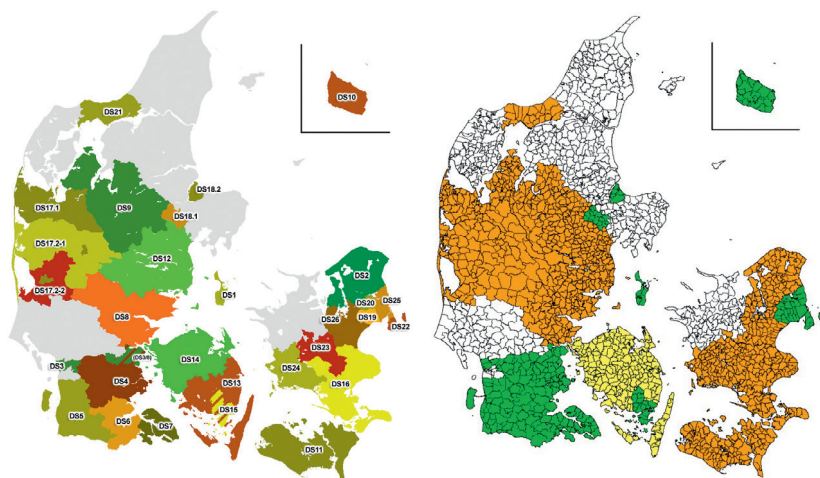 DS10
DS21
DS18.2
DS17.1
DS9
DS18.1
DS17.2-1
DS12
DS2
DS17.2-2
DS1
DS20
DS25
DS8
DS26
DS19
DS22
DS23
DS3
(DS3/8)
DS14
DS24
DS4
DS13
DS16
DS5
DS15
DS6
DS7
DS11